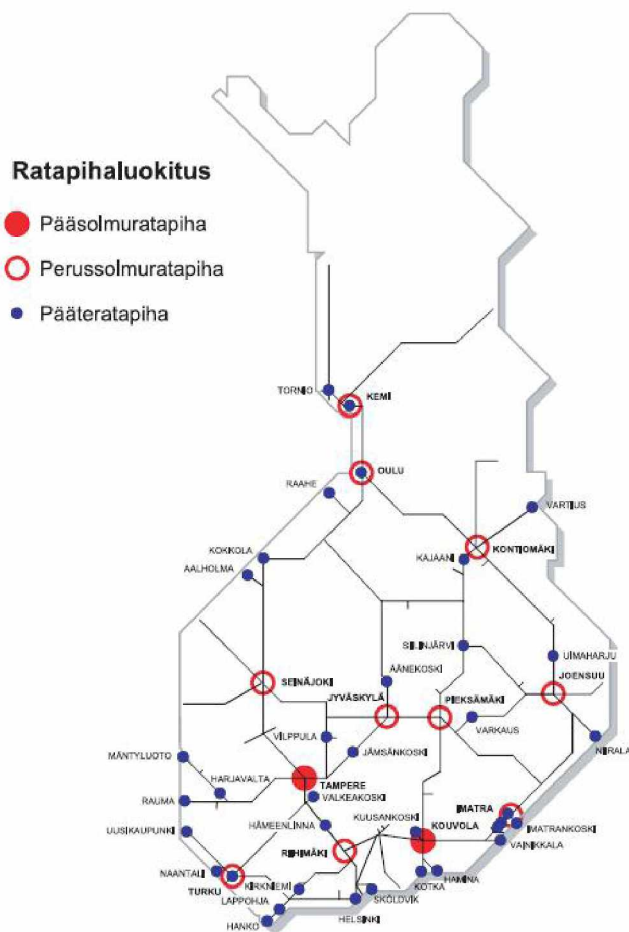 Ratapihaluokitus
Pääsolmuratapiha
Perussolmuratapiha
Pääteratapiha
TORNIO
KEMI
OULU
RAAHE
VARTIUS
KOKKOLA
KAJAANI
KONTIOMÄKI
AALHOLMA
SIILINJÄRVI
UIMAHARJU
ÄÄNEKOSKI
SEINÄJOKI
JOENSUU
JYVÄSKYLÄ
PIEKSÄMÄKI
VILPPULA
VARKAUS
NIIRALA
MÄNTYLUOTO
JÄMSÄNKOSKI
HARJAVALTA
TAMPERE
RAUMA
VALKEAKOSKI
IMATRA
KUUSANKOSKI
HÄMEENLINNA
KOUVOLA
IMATRANKOSKI
UUSIKAUPUNKI
VAINIKKALA
RIIHIMÄKI
NAANTALI
KIRKNIEMI
HAMINA
TURKU
KOTKA
LAPPOHJA
SKÖLDVIK
HANKO
HELSINKI